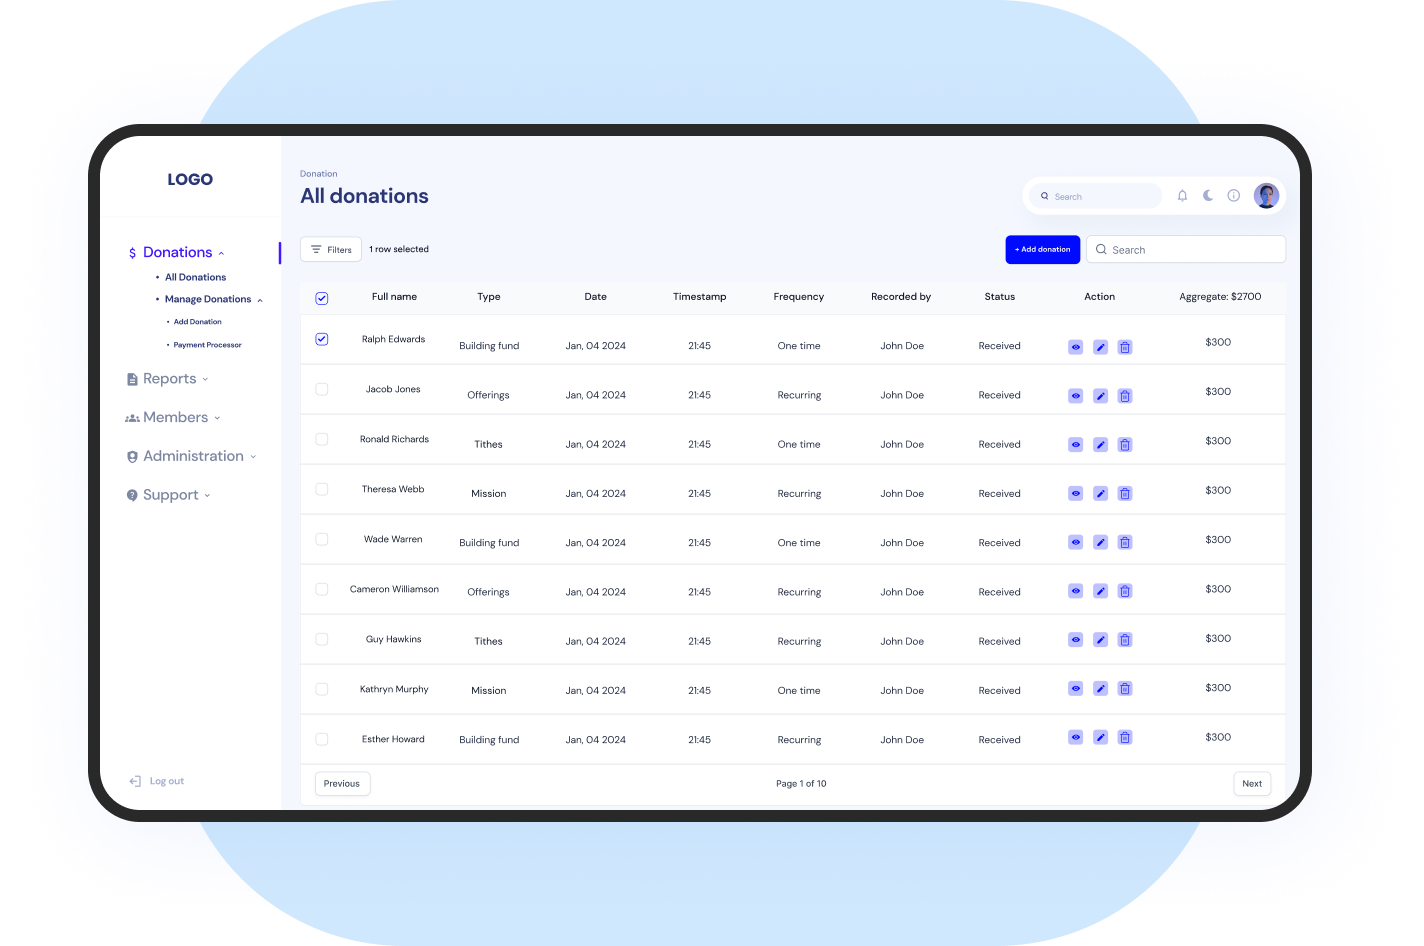 LOGO
Donations
All Donations
Manage Donations
Add Donation
Payment Processor
Reports
Members
Administration
Support
Log out
Donation
All donations
Search
Filters
1 row selected
+ Add donation
Search
Full name Type Date Timestamp Frequency Recorded by Status Action Aggregate: $2700
Ralph Edwards Building fund Jan, 04 2024 21:45 One time John Doe Received $300
Jacob Jones Offerings Jan, 04 2024 21:45 Recurring John Doe Received $300
Ronald Richards Tithes Jan, 04 2024 21:45 One time John Doe Received $300
Theresa Webb Mission Jan, 04 2024 21:45 Recurring John Doe Received $300
Wade Warren Building fund Jan, 04 2024 21:45 One time John Doe Received $300
Cameron Williamson Offerings Jan, 04 2024 21:45 Recurring John Doe Received $300
Guy Hawkins Tithes Jan, 04 2024 21:45 Recurring John Doe Received $300
Kathryn Murphy Mission Jan, 04 2024 21:45 One time John Doe Received $300
Esther Howard Building fund Jan, 04 2024 21:45 Recurring John Doe Received $300
Previous Page 1 of 10 Next